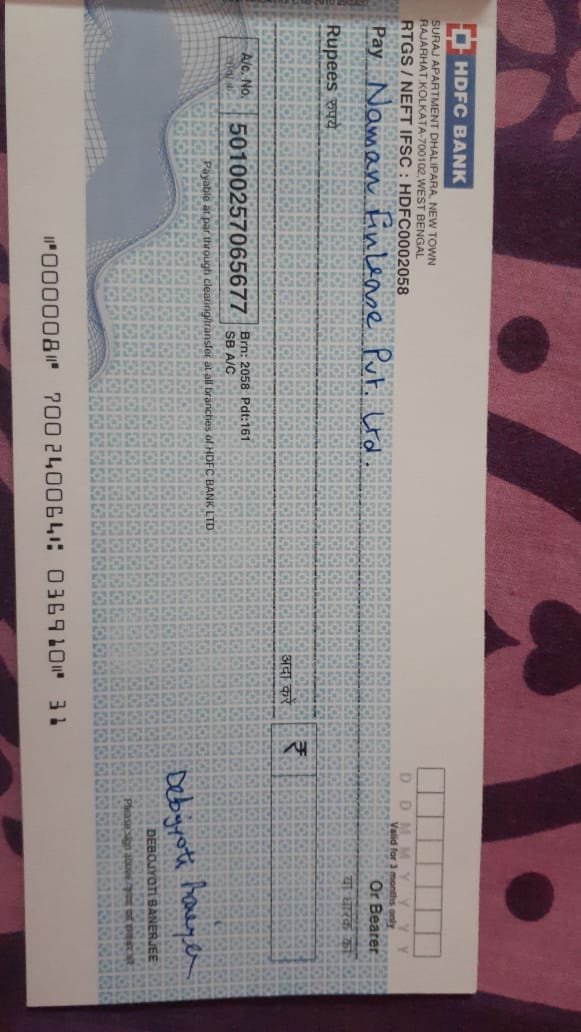 HDFC BANK
SURAJ APARTMENT DHALIPARA, NEW TOWN
RAJARHAT,KOLKATA-700102,WEST BENGAL
RTGS / NEFT IFSC : HDFC0002058
D D M M Y Y Y Y
Valid for 3 months only
Pay Naman Finlease Pvt. Ltd. Or Bearer
या धारक को
Rupees रुपये
अदा करें ₹
A/c. No. 50100257065677 Brn: 2058 Pdt:161
SB A/C
Payable at par through clearing/transfer at all branches of HDFC BANK LTD
Debojyoti Banerjee
DEBOJYOTI BANERJEE
Please sign above
⑈000008⑈ 700240064⑆ 036910⑈ 31